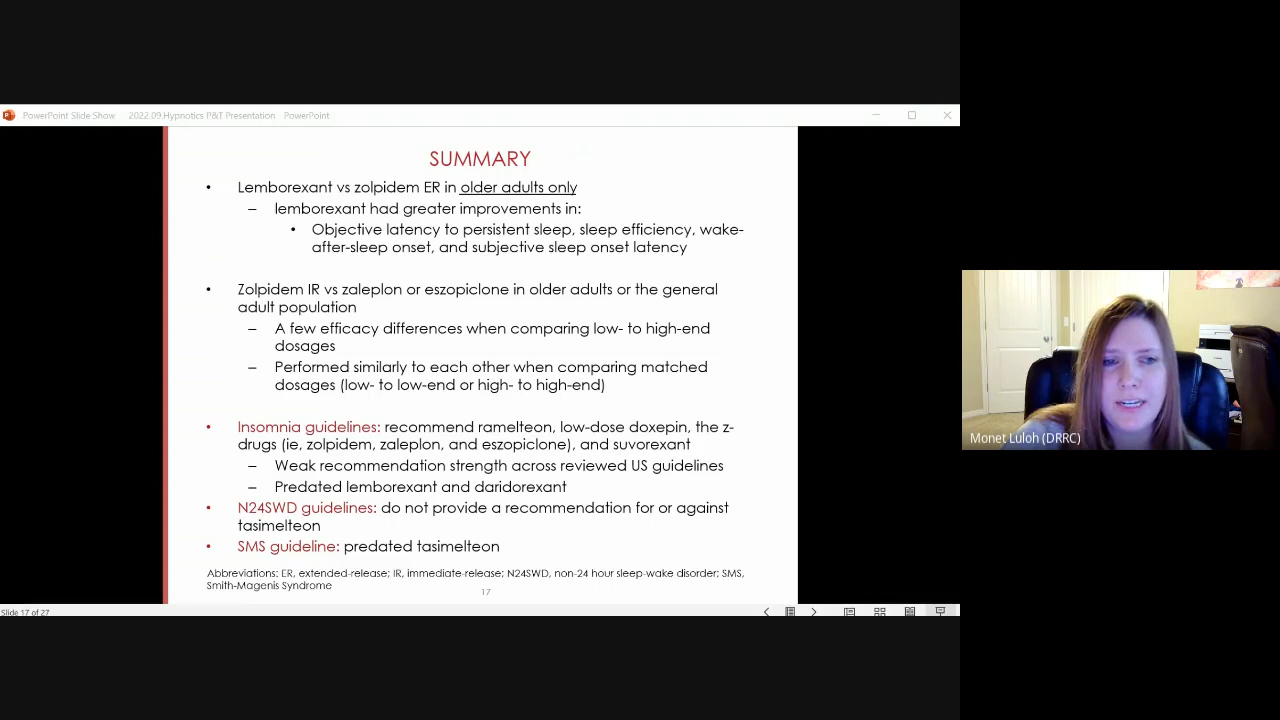 PowerPoint Slide Show 2022.09.Hypnotics P&T Presentation PowerPoint
SUMMARY
• Lemborexant vs zolpidem ER in older adults only
– lemborexant had greater improvements in:
• Objective latency to persistent sleep, sleep efficiency, wake-
after-sleep onset, and subjective sleep onset latency
• Zolpidem IR vs zaleplon or eszopiclone in older adults or the general
adult population
– A few efficacy differences when comparing low- to high-end
dosages
– Performed similarly to each other when comparing matched
dosages (low- to low-end or high- to high-end)
• Insomnia guidelines: recommend ramelteon, low-dose doxepin, the z-
drugs (ie, zolpidem, zaleplon, and eszopiclone), and suvorexant
– Weak recommendation strength across reviewed US guidelines
– Predated lemborexant and daridorexant
• N24SWD guidelines: do not provide a recommendation for or against
tasimelteon
• SMS guideline: predated tasimelteon
Abbreviations: ER, extended-release; IR, immediate-release; N24SWD, non-24 hour sleep-wake disorder; SMS,
Smith-Magenis Syndrome
17
Slide 17 of 27
Monet Luloh (DRRC)